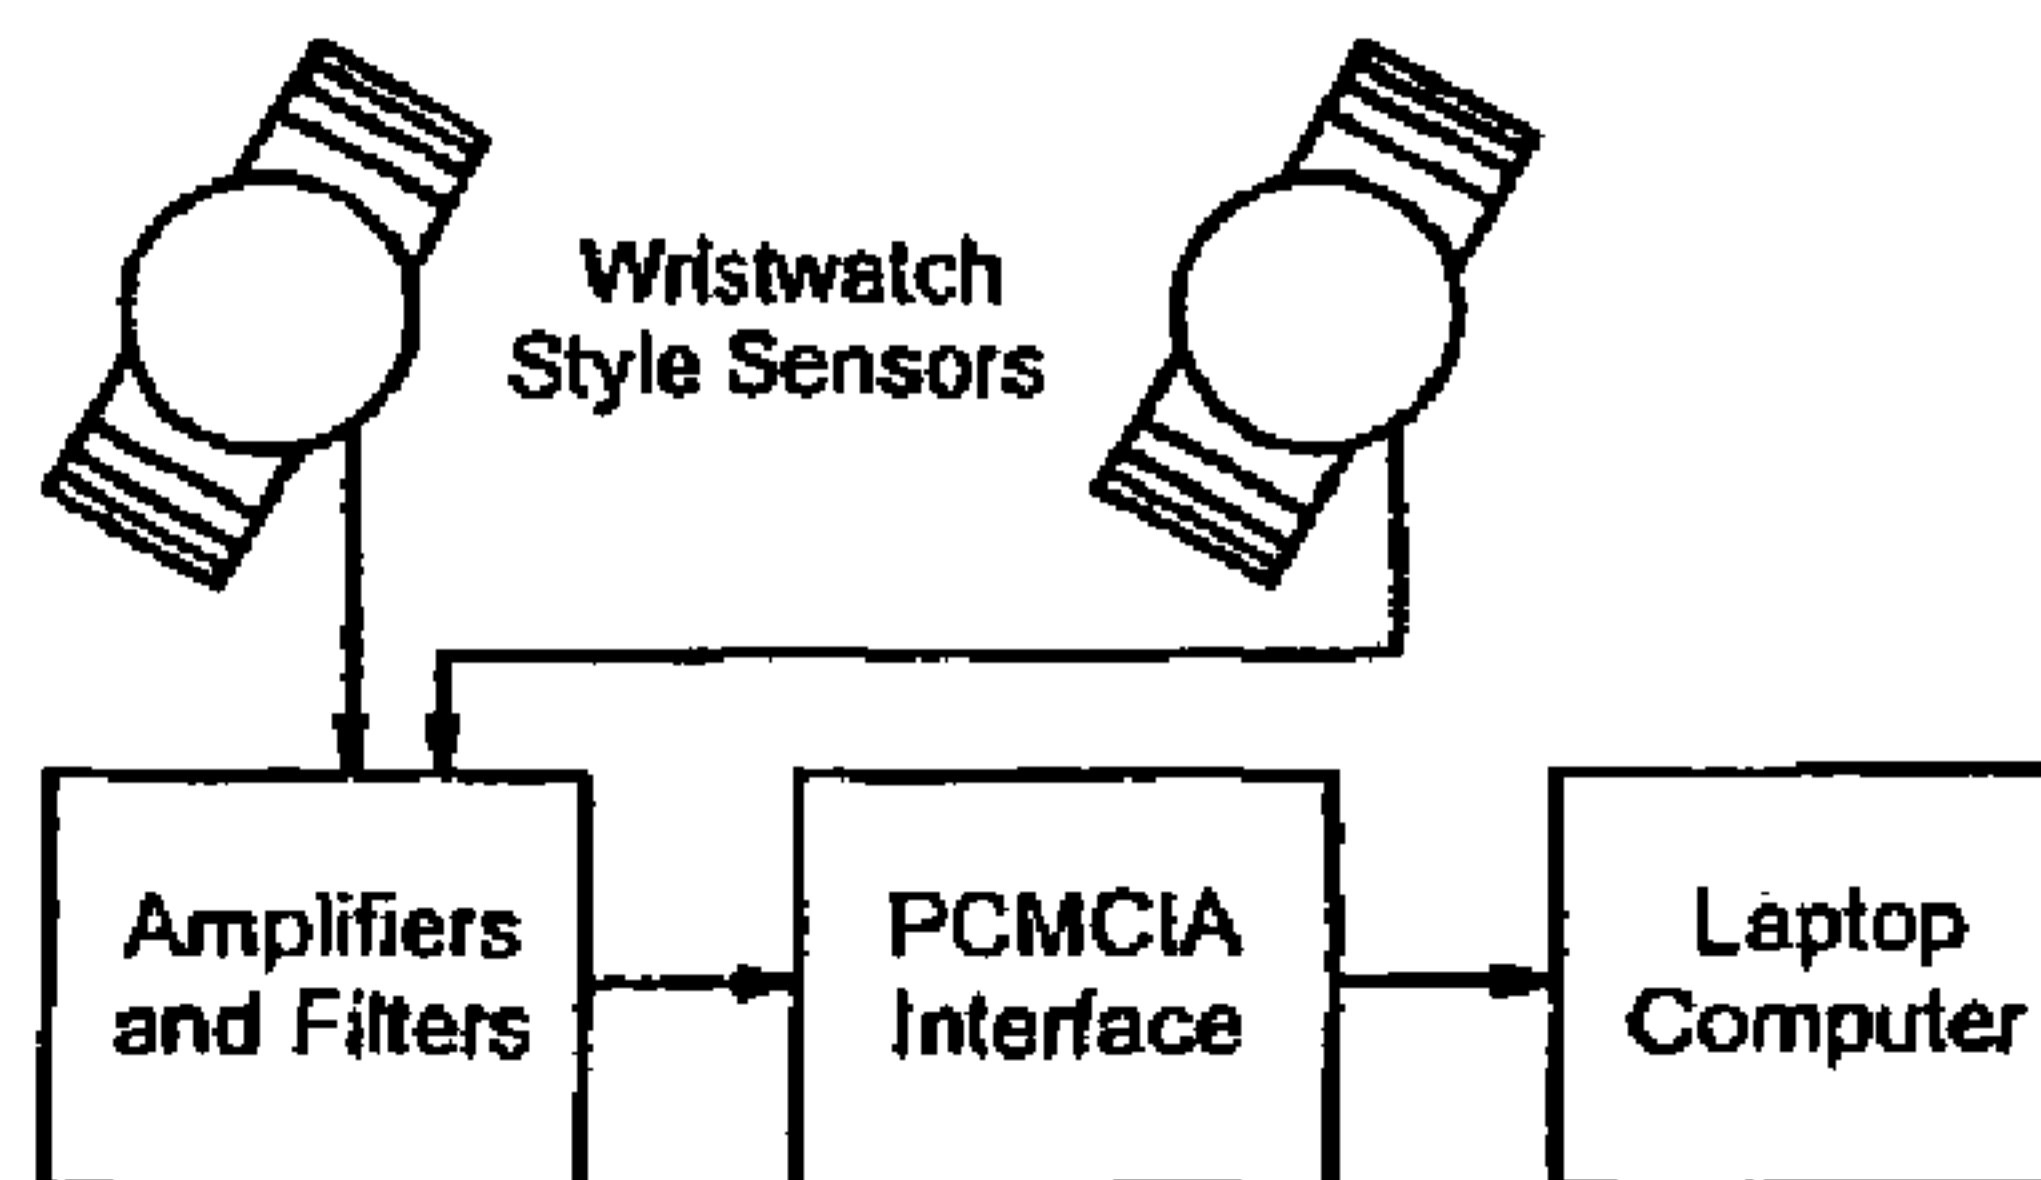 Wristwatch
Style Sensors
Amplifiers
and Filters
PCMCIA
Interface
Laptop
Computer